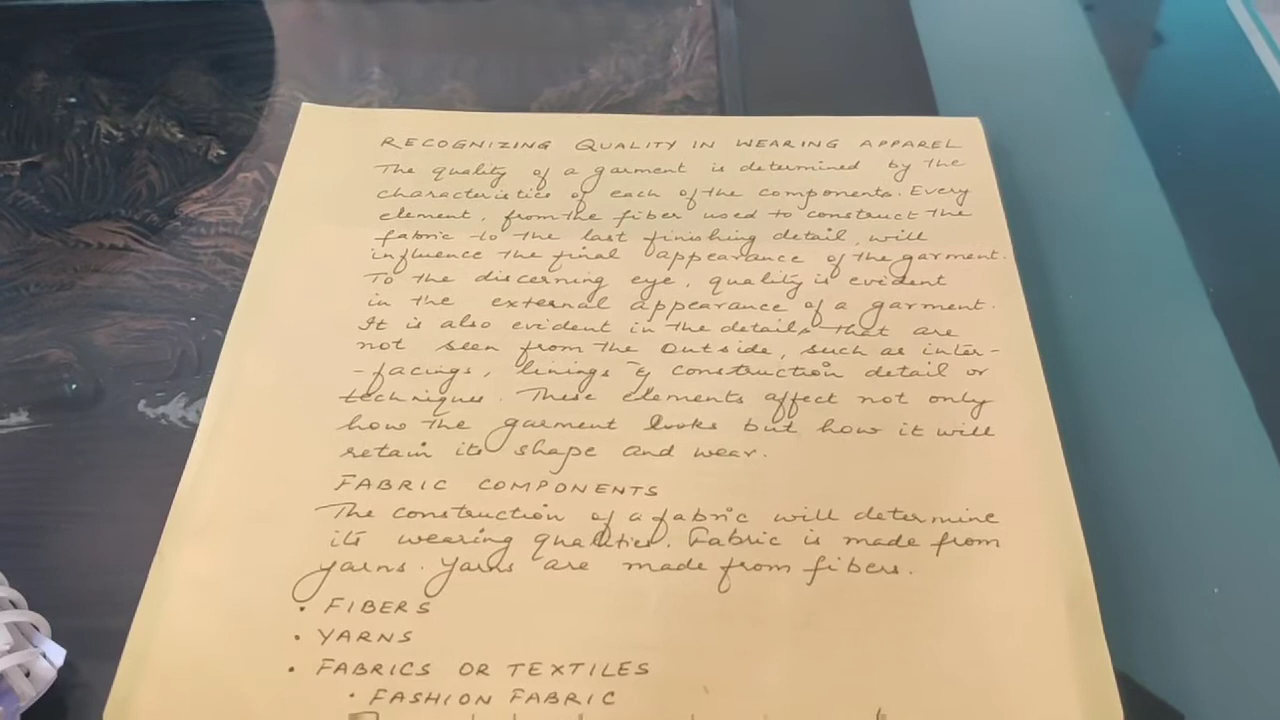 RECOGNIZING QUALITY IN WEARING APPAREL
The quality of a garment is determined by the
characteristics of each of the components. Every
element, from the fiber used to construct the
fabric to the last finishing detail, will
influence the final appearance of the garment.
To the discerning eye, quality is evident
in the external appearance of a garment.
It is also evident in the details that are
not seen from the outside, such as inter-
-facings, linings & construction detail or
techniques. These elements affect not only
how the garment looks but how it will
retain its shape and wear.
FABRIC COMPONENTS
The construction of a fabric will determine
its wearing qualities. Fabric is made from
yarns. Yarns are made from fibers.
• FIBERS
• YARNS
• FABRICS OR TEXTILES
• FASHION FABRIC